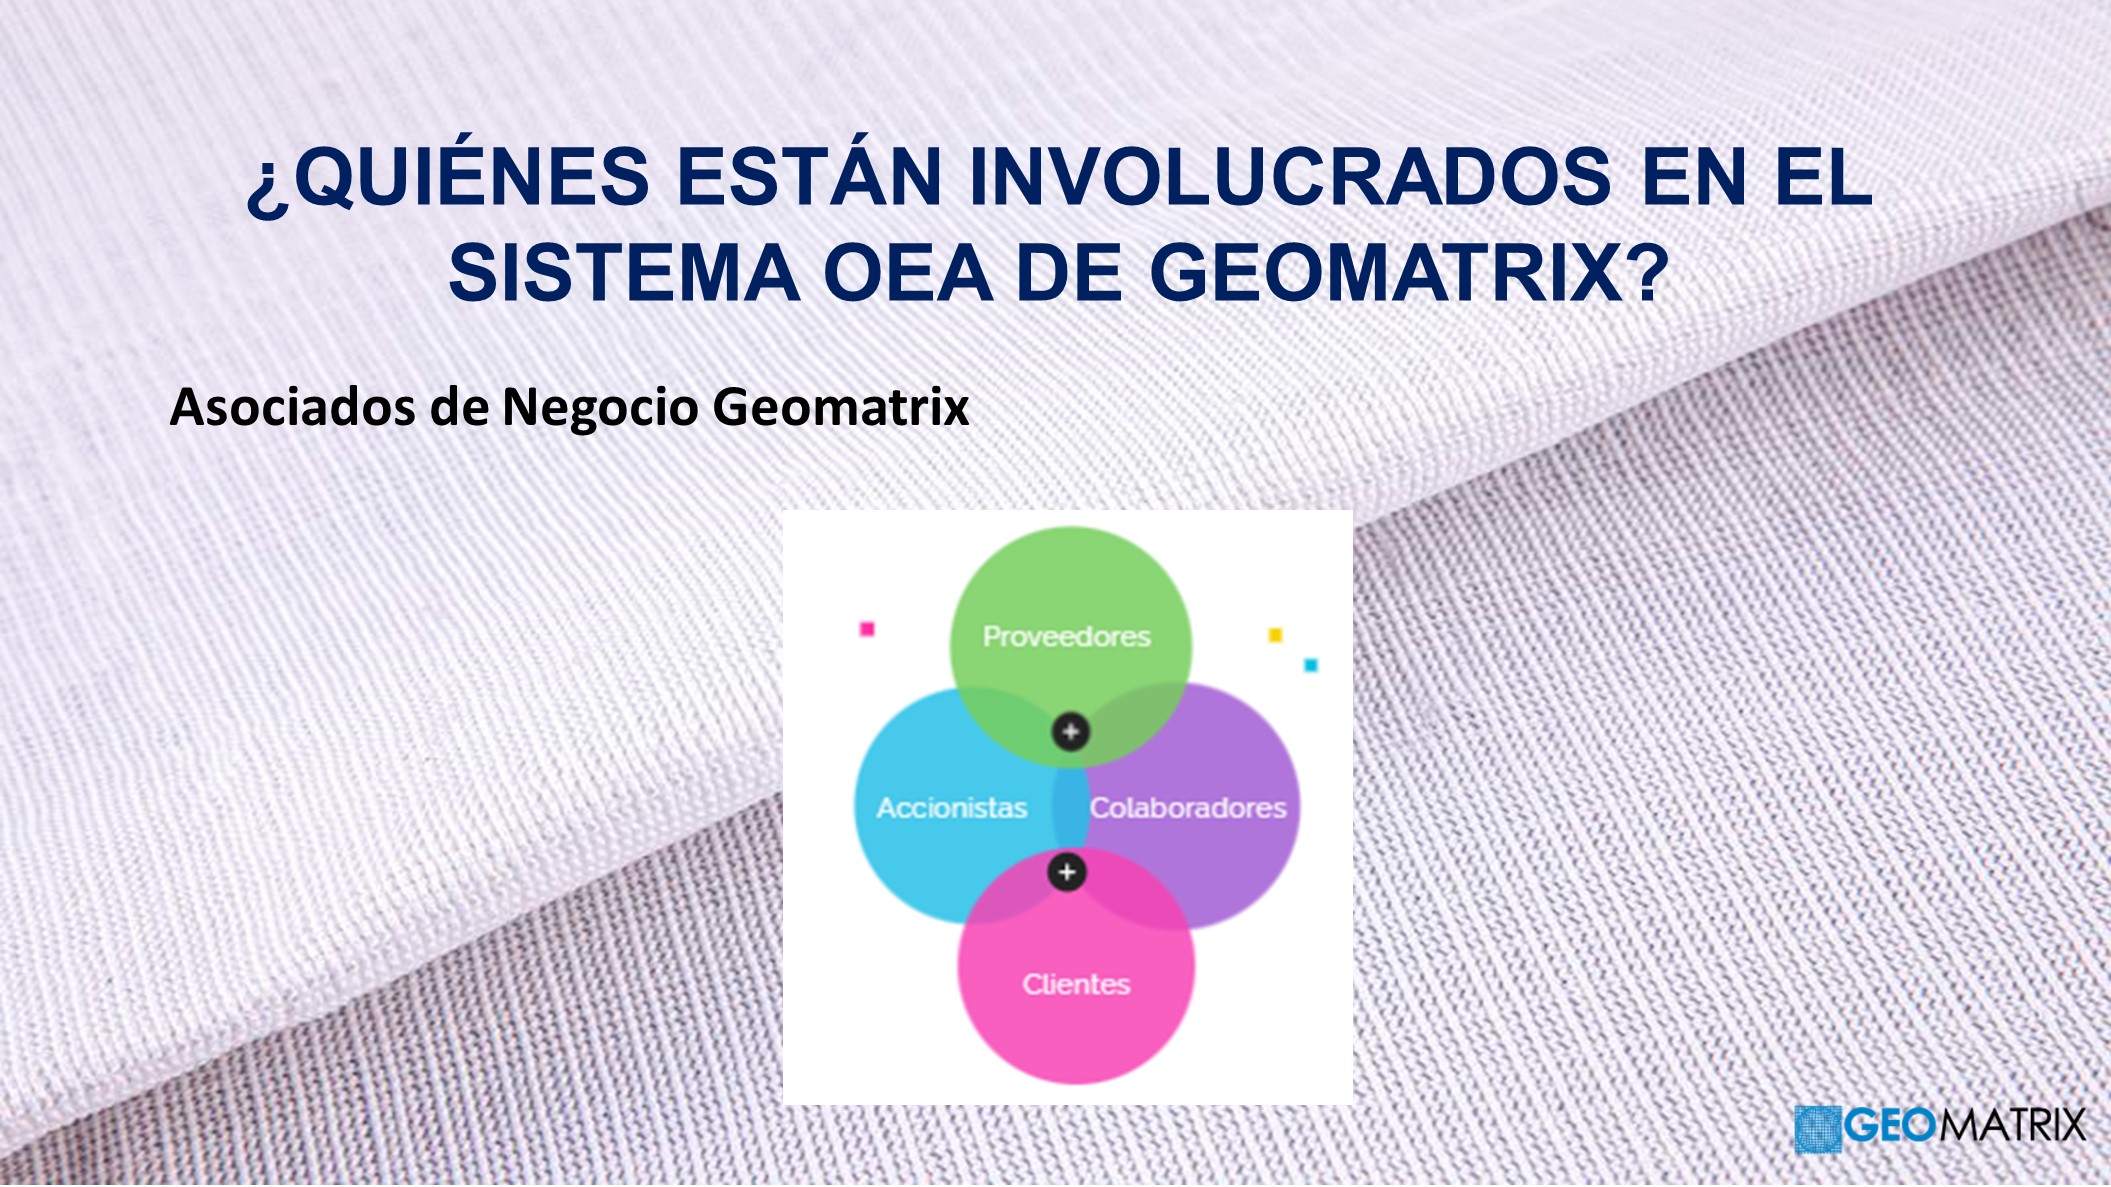 ¿QUIÉNES ESTÁN INVOLUCRADOS EN EL
SISTEMA OEA DE GEOMATRIX?
Asociados de Negocio Geomatrix
Proveedores
Accionistas
Colaboradores
Clientes
GEOMATRIX